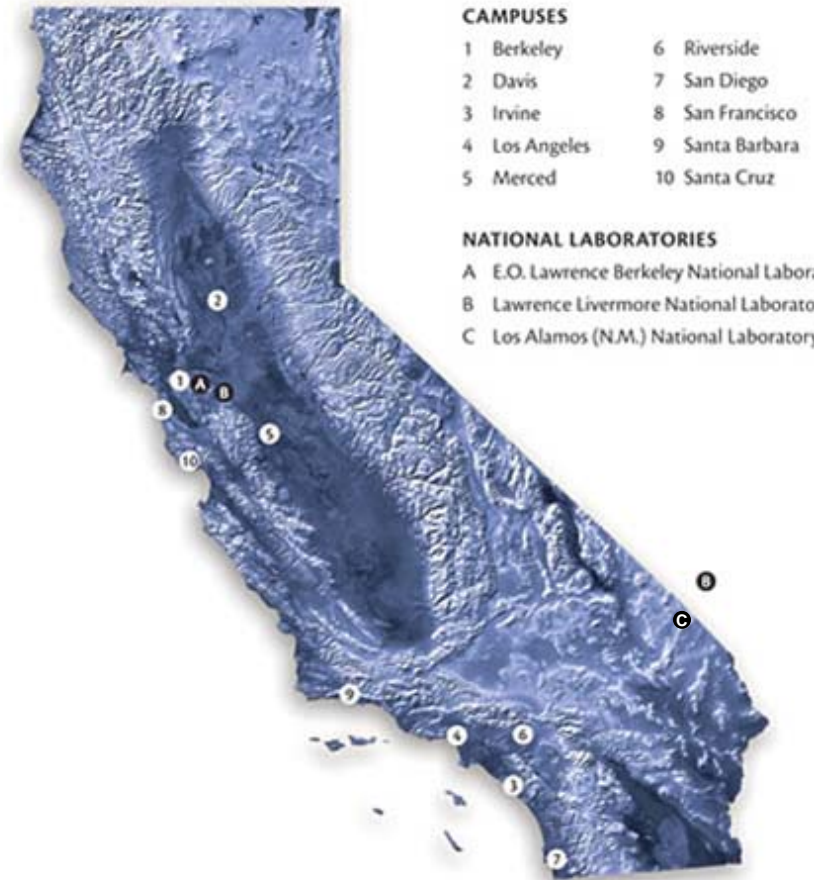 CAMPUSES
1 Berkeley 6 Riverside
2 Davis 7 San Diego
3 Irvine 8 San Francisco
4 Los Angeles 9 Santa Barbara
5 Merced 10 Santa Cruz
NATIONAL LABORATORIES
A E.O. Lawrence Berkeley National Labora
B Lawrence Livermore National Laborato
C Los Alamos (N.M.) National Laboratory
2
1 A B
8
5
10
B
C
9
4 6
3
7